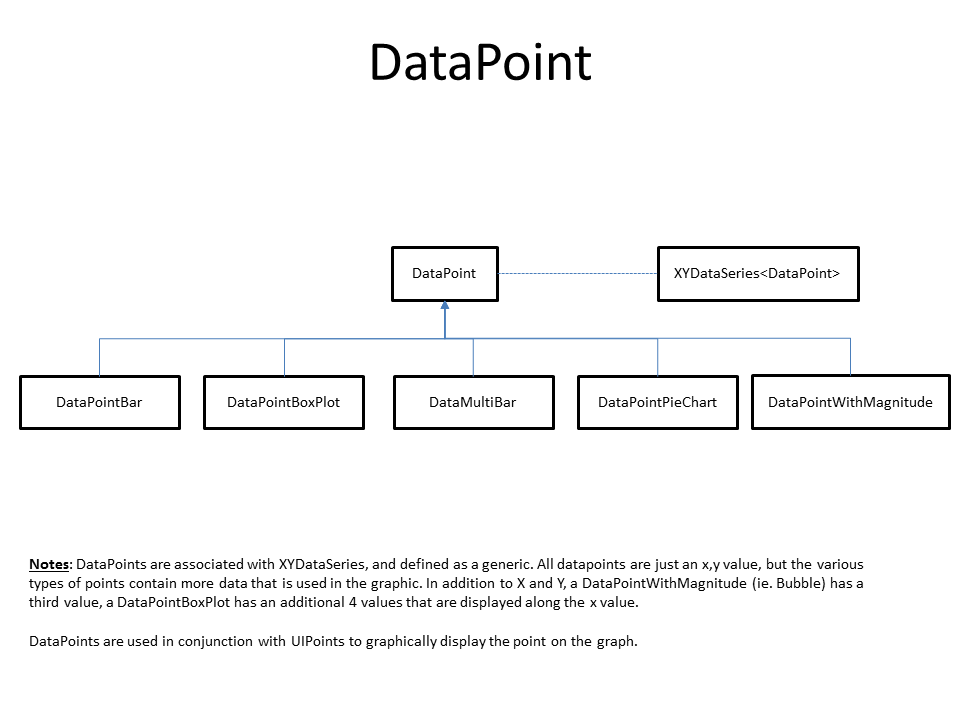 DataPoint
DataPoint
XYDataSeries<DataPoint>
DataPointBar
DataPointBoxPlot
DataMultiBar
DataPointPieChart
DataPointWithMagnitude
Notes: DataPoints are associated with XYDataSeries, and defined as a generic. All datapoints are just an x,y value, but the various
types of points contain more data that is used in the graphic. In addition to X and Y, a DataPointWithMagnitude (ie. Bubble) has a
third value, a DataPointBoxPlot has an additional 4 values that are displayed along the x value.
DataPoints are used in conjunction with UIPoints to graphically display the point on the graph.